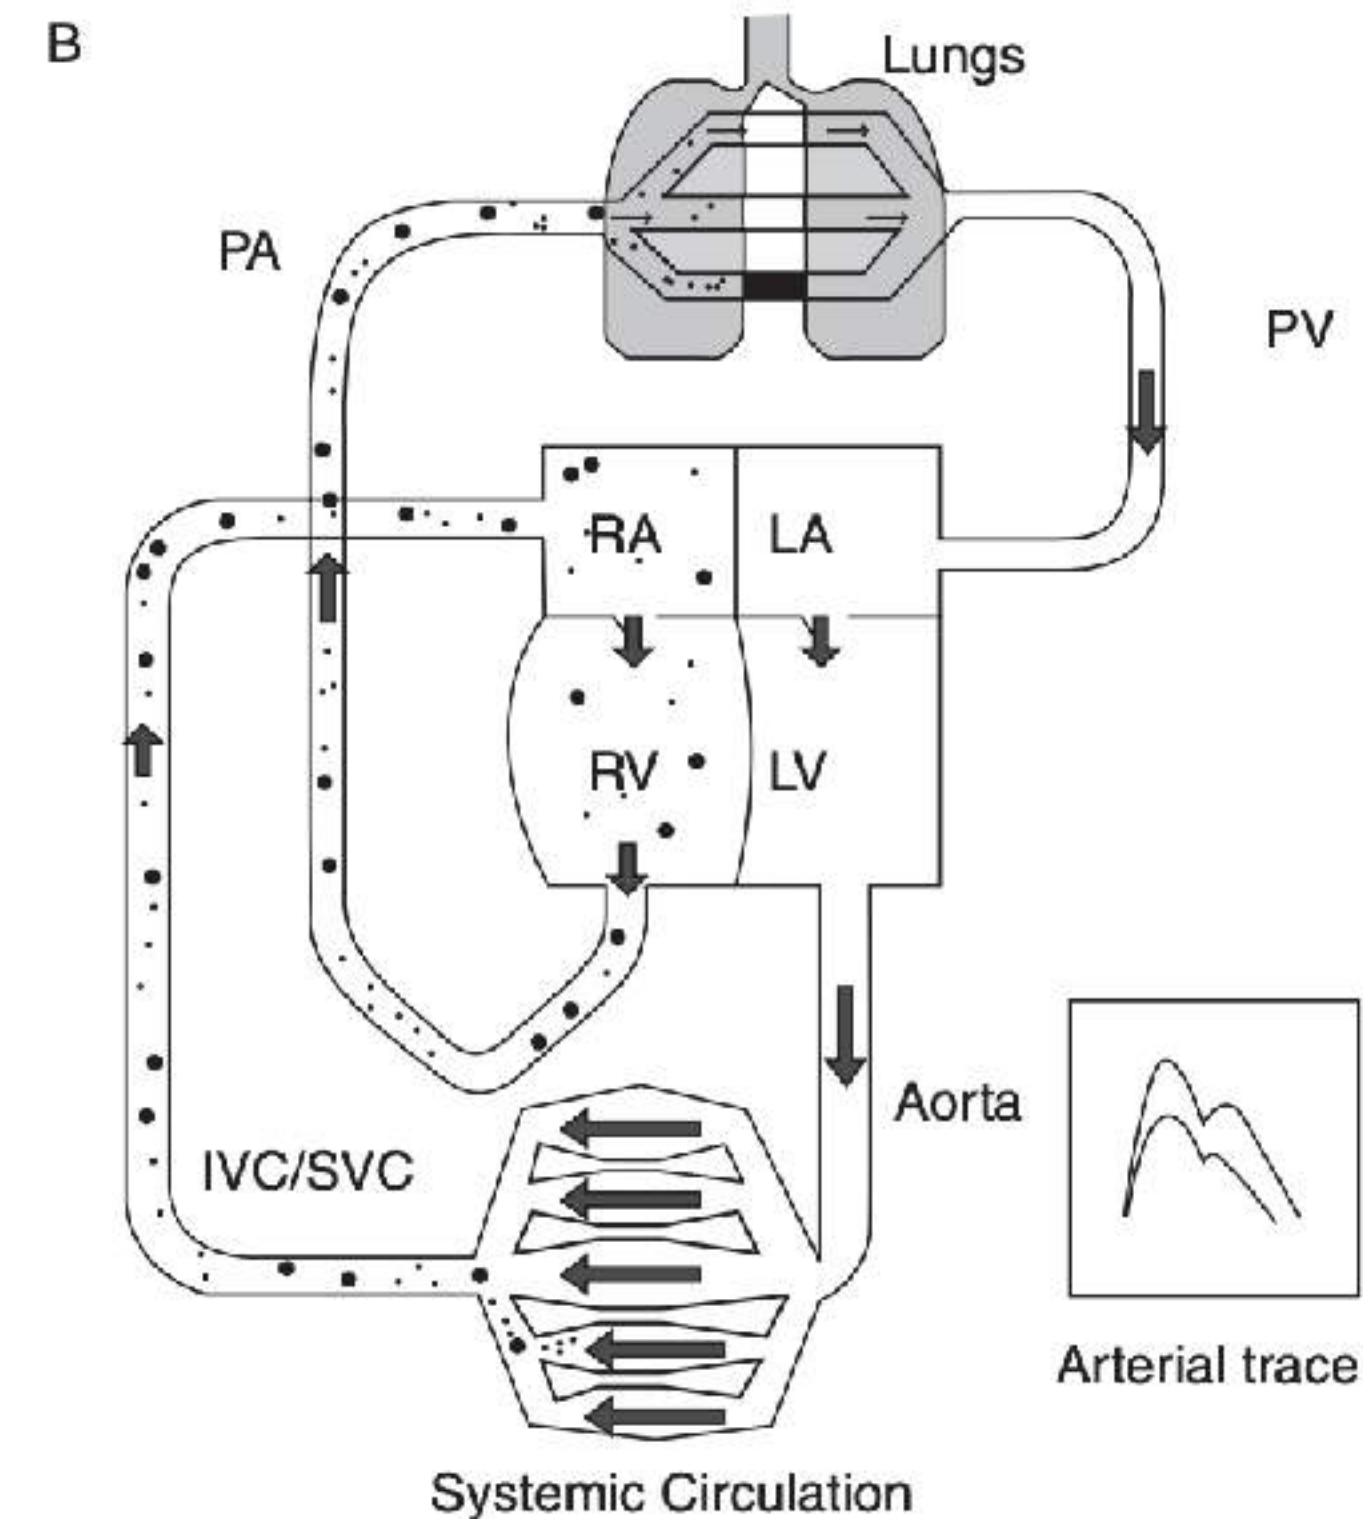 B
Lungs
PA
PV
RA
LA
RV
LV
Aorta
IVC/SVC
Arterial trace
Systemic Circulation